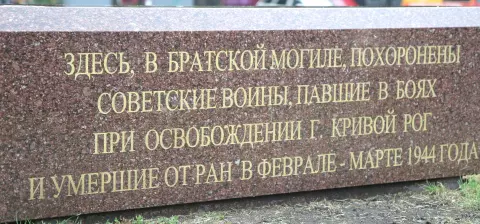 ЗДЕСЬ, В БРАТСКОЙ МОГИЛЕ, ПОХОРОНЕНЫ
СОВЕТСКИЕ ВОИНЫ, ПАВШИЕ В БОЯХ
ПРИ ОСВОБОЖДЕНИИ Г. КРИВОЙ РОГ
И УМЕРШИЕ ОТ РАН В ФЕВРАЛЕ - МАРТЕ 1944 ГОДА